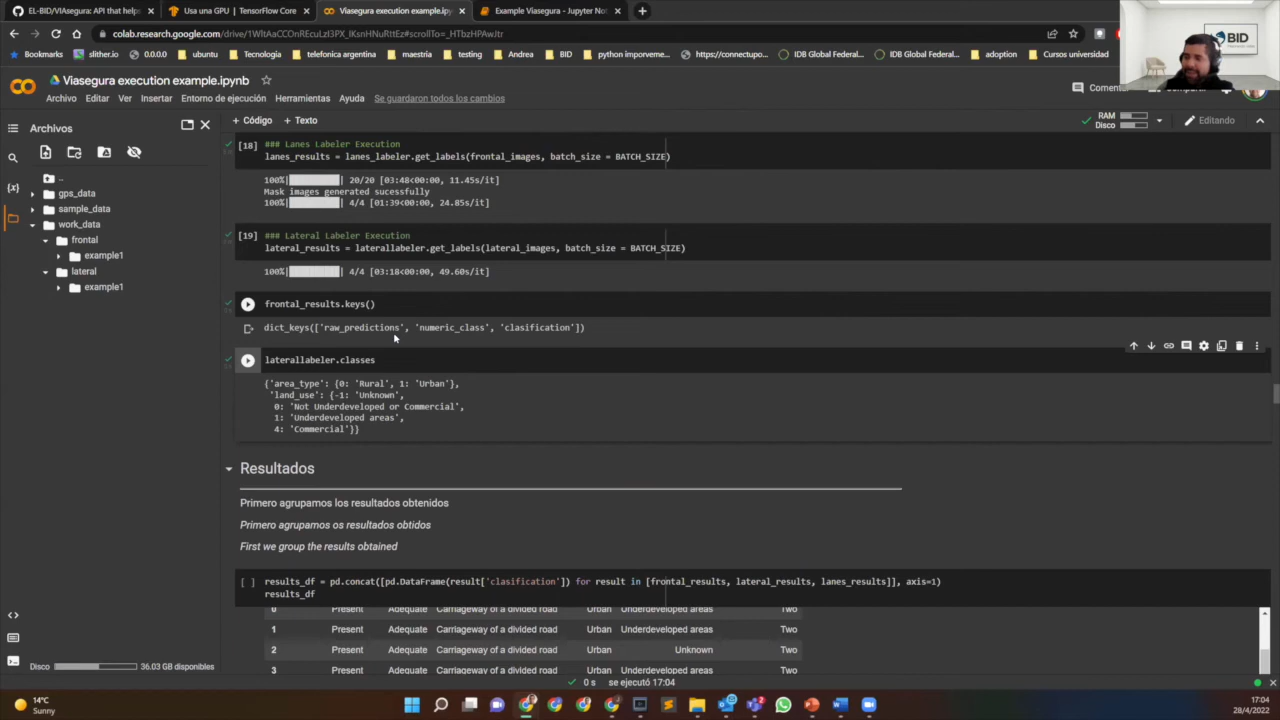 EL-BID/VIAsegura: API that help
Usa una GPU | TensorFlow Core
Viasegura execution example.ipy
Example Viasegura - Jupyter Not
colab.research.google.com
Bookmarks slither.io 0.0.0.0 ubuntu Tecnologia telefonica argentina maestria testing Andrea BID python imporveme... https://connectupo... IDB Global Federal... IDB Global Federal... adoption Cursos universidad
BID
Viasegura execution example.ipynb
Archivo Editar Ver Insertar Entorno de ejecución Herramientas Ayuda Se guardaron todos los cambios
Comentar
+ Código + Texto
RAM
Disco
Editando
Archivos
..
gps_data
sample_data
work_data
frontal
example1
lateral
example1
Disco 36.03 GB disponibles
[18] ### Lanes Labeler Execution
lanes_results = lanes_labeler.get_labels(frontal_images, batch_size = BATCH_SIZE)
100%| | 20/20 [03:48<00:00, 11.45s/it]
Mask images generated sucessfully
100%| | 4/4 [01:39<00:00, 24.85s/it]
[19] ### Lateral Labeler Execution
lateral_results = laterallabeler.get_labels(lateral_images, batch_size = BATCH_SIZE)
100%| | 4/4 [03:18<00:00, 49.60s/it]
frontal_results.keys()
dict_keys(['raw_predictions', 'numeric_class', 'clasification'])
laterallabeler.classes
{'area_type': {0: 'Rural', 1: 'Urban'},
'land_use': {-1: 'Unknown',
0: 'Not Underdeveloped or Commercial',
1: 'Underdeveloped areas',
4: 'Commercial'}}
Resultados
Primero agrupamos los resultados obtenidos
Primero agrupamos os resultados obtidos
First we group the results obtained
[ ] results_df = pd.concat([pd.DataFrame(result['clasification']) for result in [frontal_results, lateral_results, lanes_results]], axis=1)
results_df
0 Present Adequate Carriageway of a divided road Urban Underdeveloped areas Two
1 Present Adequate Carriageway of a divided road Urban Underdeveloped areas Two
2 Present Adequate Carriageway of a divided road Urban Unknown Two
3 Present Adequate Carriageway of a divided road Urban Underdeveloped areas Two
0 s se ejecutó 17:04
14°C
Sunny
17:04
28/4/2022